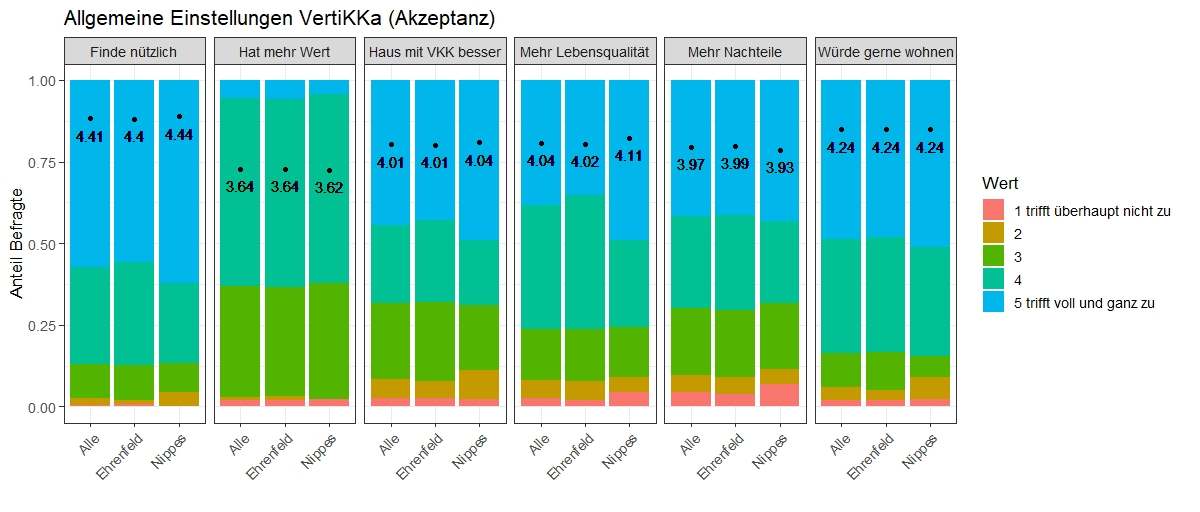 Allgemeine Einstellungen VertiKKa (Akzeptanz)
Finde nützlich Hat mehr Wert Haus mit VKK besser Mehr Lebensqualität Mehr Nachteile Würde gerne wohnen
Anteil Befragte
1.00
0.75
0.50
0.25
0.00
4.41 4.4 4.44 3.64 3.64 3.62 4.01 4.01 4.04 4.04 4.02 4.11 3.97 3.99 3.93 4.24 4.24 4.24
Alle Ehrenfeld Nippes Alle Ehrenfeld Nippes Alle Ehrenfeld Nippes Alle Ehrenfeld Nippes Alle Ehrenfeld Nippes Alle Ehrenfeld Nippes
Wert
1 trifft überhaupt nicht zu
2
3
4
5 trifft voll und ganz zu